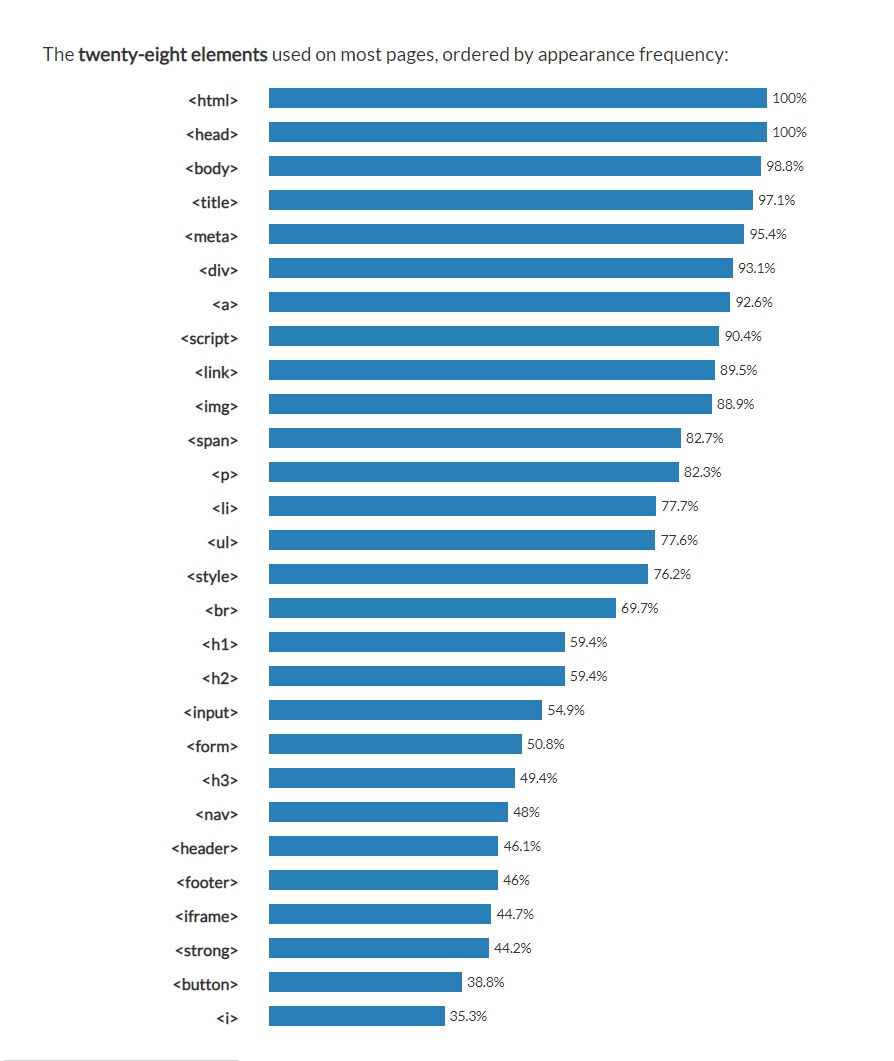 The twenty-eight elements used on most pages, ordered by appearance frequency:
<html> 100%
<head> 100%
<body> 98.8%
<title> 97.1%
<meta> 95.4%
<div> 93.1%
<a> 92.6%
<script> 90.4%
<link> 89.5%
<img> 88.9%
<span> 82.7%
<p> 82.3%
<li> 77.7%
<ul> 77.6%
<style> 76.2%
<br> 69.7%
<h1> 59.4%
<h2> 59.4%
<input> 54.9%
<form> 50.8%
<h3> 49.4%
<nav> 48%
<header> 46.1%
<footer> 46%
<iframe> 44.7%
<strong> 44.2%
<button> 38.8%
<i> 35.3%